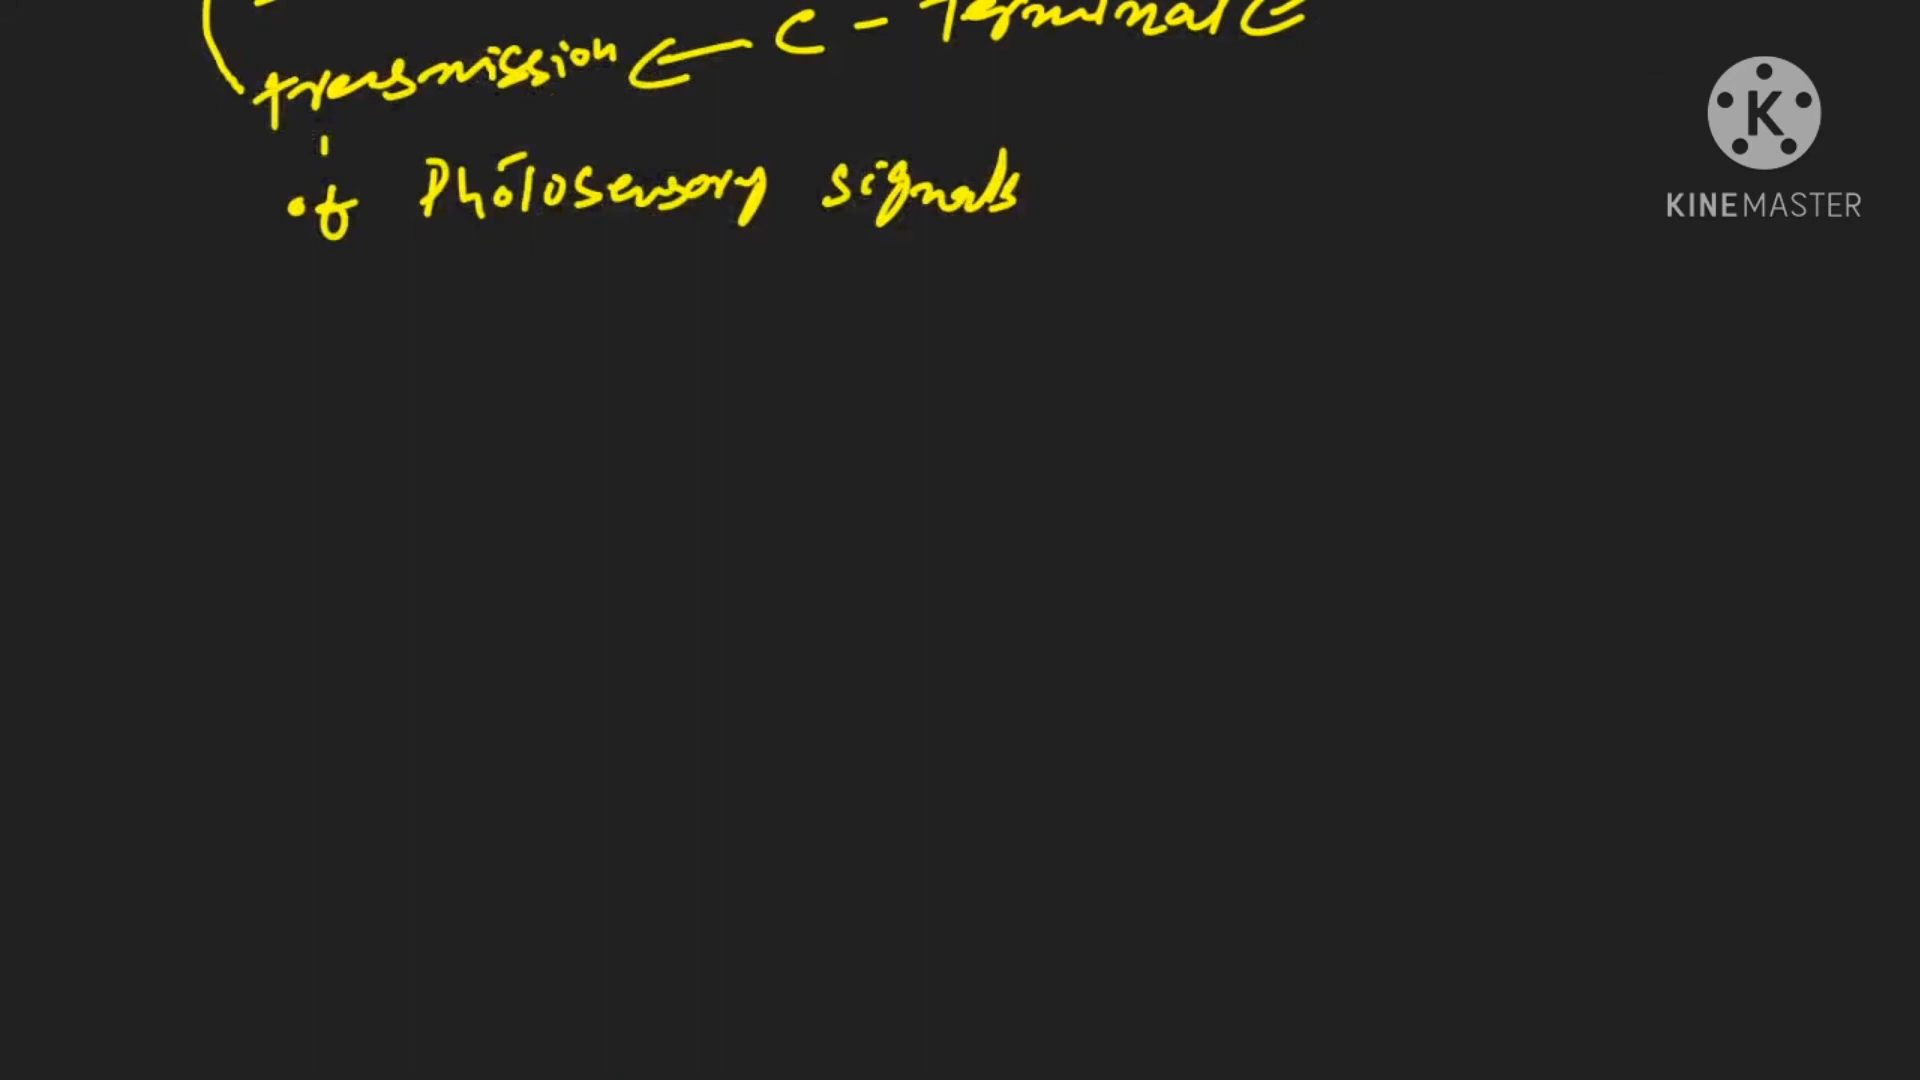 C - Terminal
transmission ←
of Photosensory signals
K
KINEMASTER